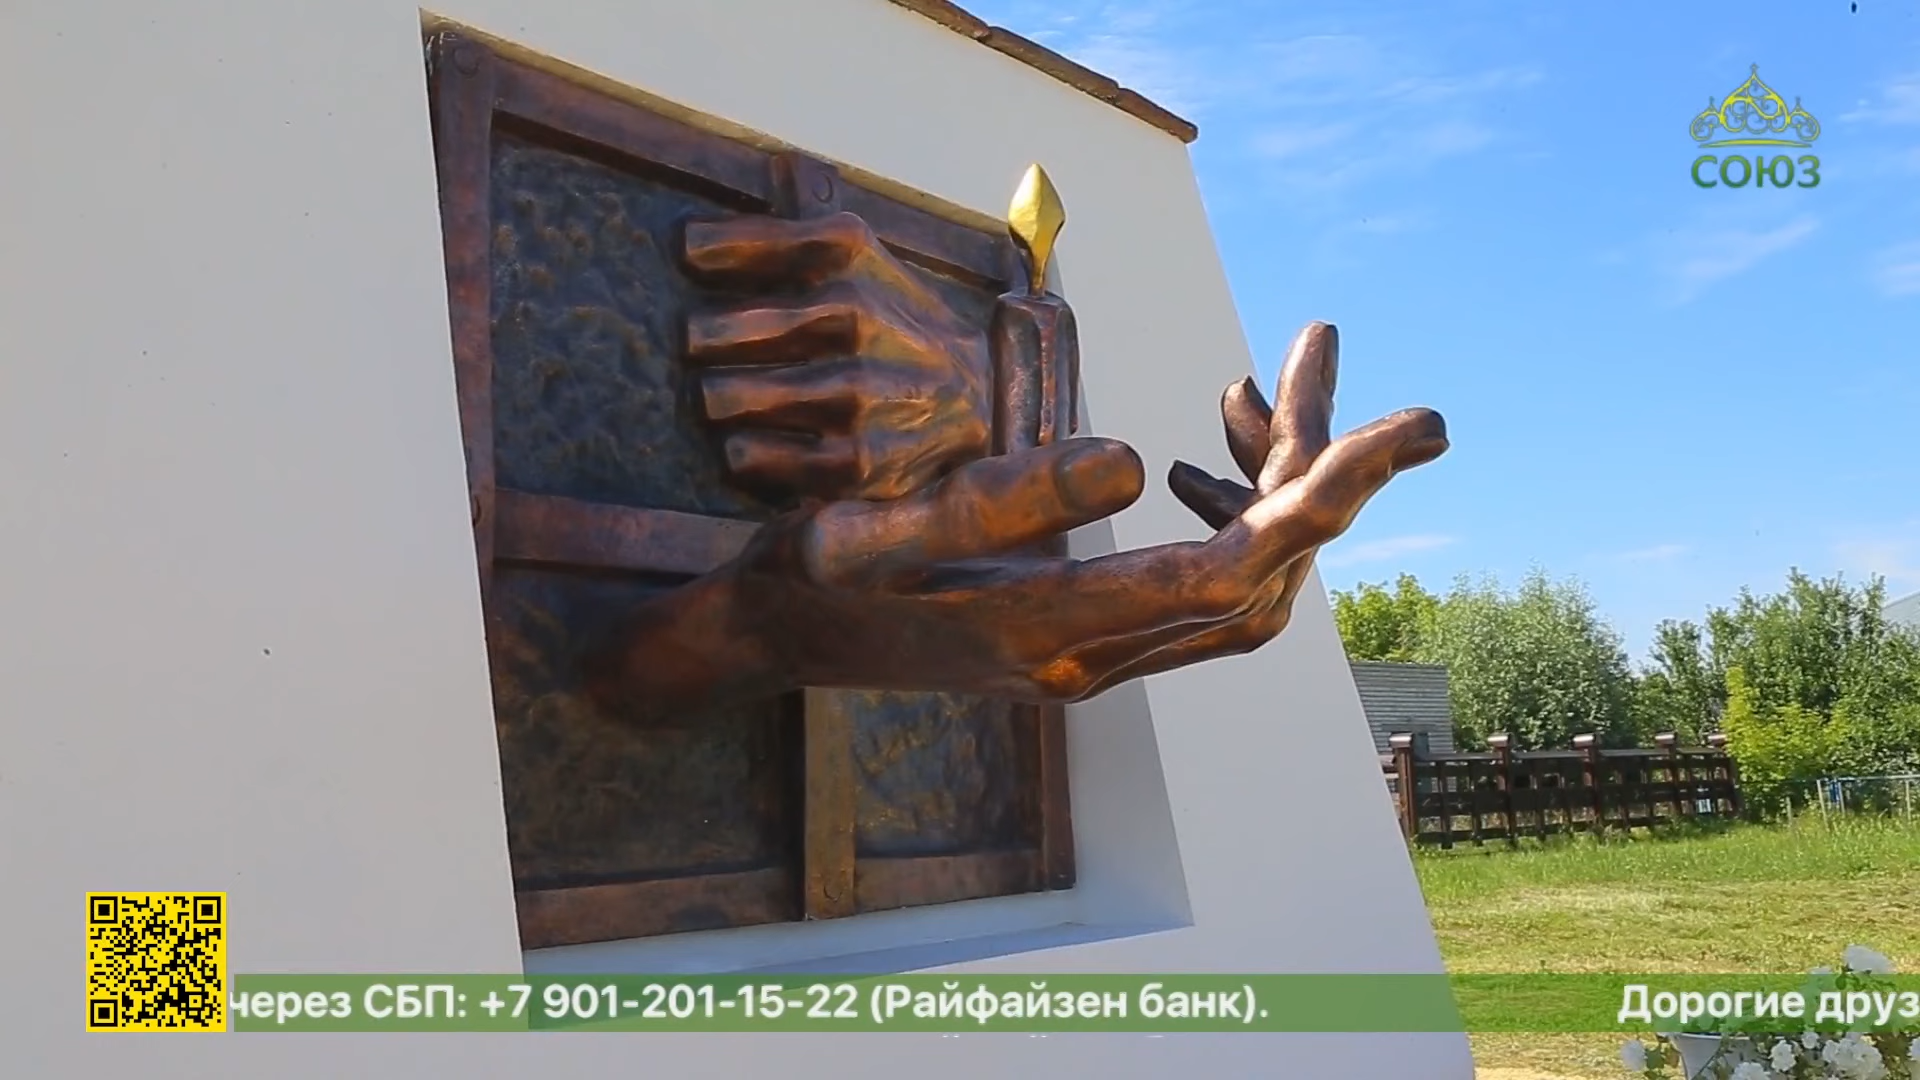 СОЮЗ
через СБП: +7 901-201-15-22 (Райфайзен банк). Дорогие друз